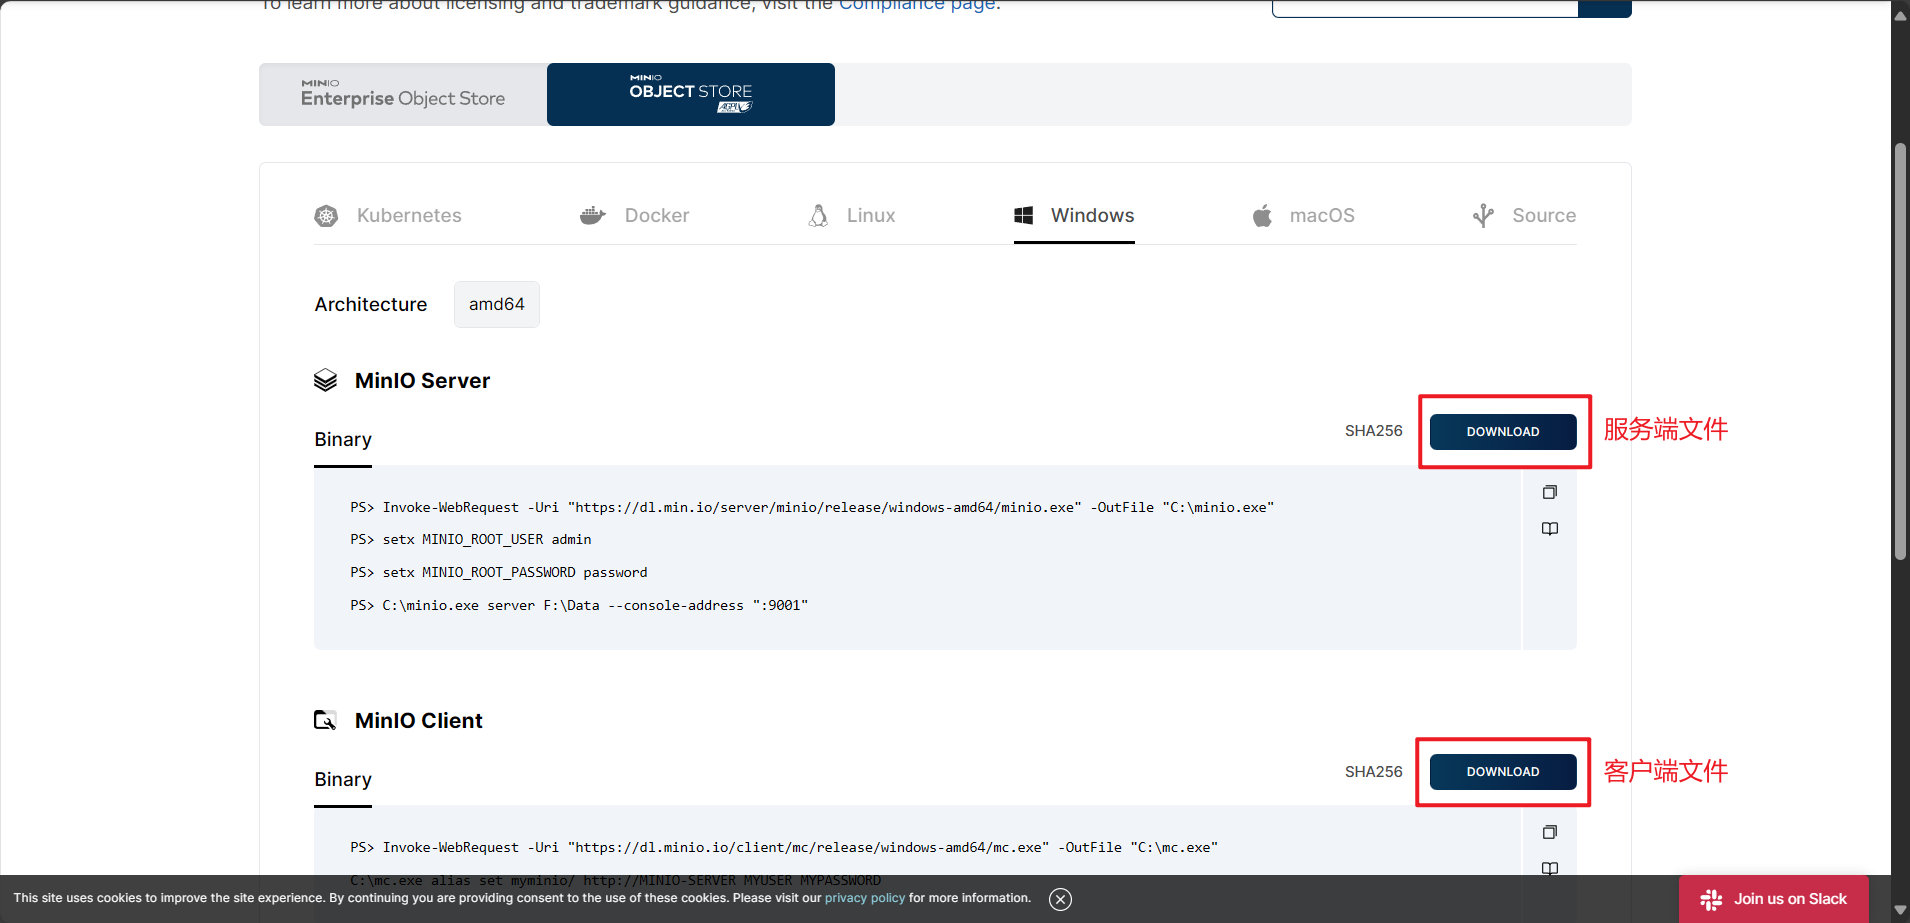 To learn more about licensing and trademark guidance, visit the Compliance page.
MINIO
Enterprise Object Store
MINIO
OBJECT STORE
AGPL
Kubernetes
Docker
Linux
Windows
macOS
Source
Architecture
amd64
MinIO Server
Binary
SHA256
DOWNLOAD
服务端文件
PS> Invoke-WebRequest -Uri "https://dl.min.io/server/minio/release/windows-amd64/minio.exe" -OutFile "C:\minio.exe"
PS> setx MINIO_ROOT_USER admin
PS> setx MINIO_ROOT_PASSWORD password
PS> C:\minio.exe server F:\Data --console-address ":9001"
MinIO Client
Binary
SHA256
DOWNLOAD
客户端文件
PS> Invoke-WebRequest -Uri "https://dl.minio.io/client/mc/release/windows-amd64/mc.exe" -OutFile "C:\mc.exe"
C:\mc.exe alias set myminio/ http://MINIO-SERVER MYUSER MYPASSWORD
This site uses cookies to improve the site experience. By continuing you are providing consent to the use of these cookies. Please visit our privacy policy for more information.
Join us on Slack